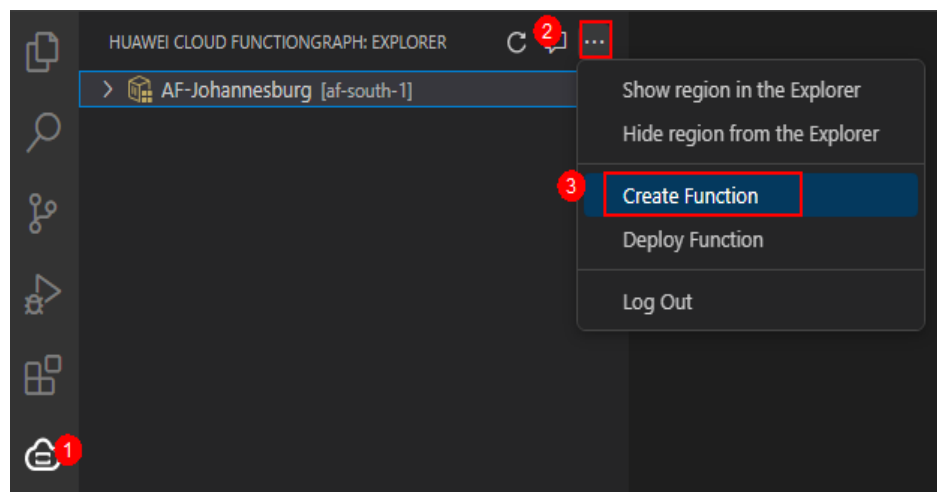 HUAWEI CLOUD FUNCTIONGRAPH: EXPLORER
2
AF-Johannesburg [af-south-1]
Show region in the Explorer
Hide region from the Explorer
3
Create Function
Deploy Function
Log Out
1